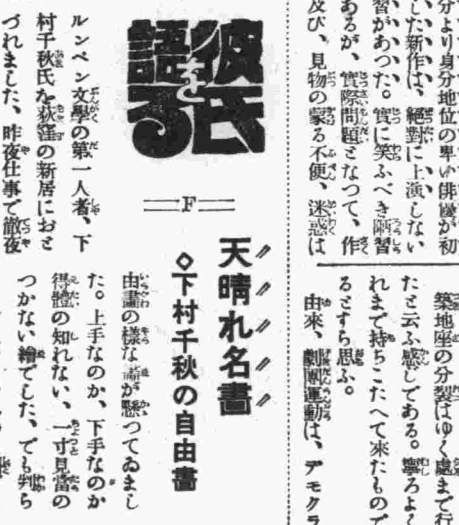 分より身分地位の卑い俳優が初
した新作は、絕對に上演しない
習があつた。實に笑ふべき陋習
あるが、實際問題となつて、作
及び、見物の蒙る不便、迷惑は
築地座の分裂はゆく處まで行
たと云ふ感じである。寧ろよく
れまで持ちこたへて來たもので
るとすら思ふ。
由來、劇團運動は、デモクラ
彼氏を語る
F
天晴れ名畫
◇下村千秋の自由畫
ルンペン文學の第一人者、下
村千秋氏を荻窪の新居におと
づれました、昨夜仕事で徹夜
由畫の樣な畫が懸つてゐまし
た。上手なのか、下手なのか
得體の知れない、一寸見當の
つかない繪でした、でも判ら